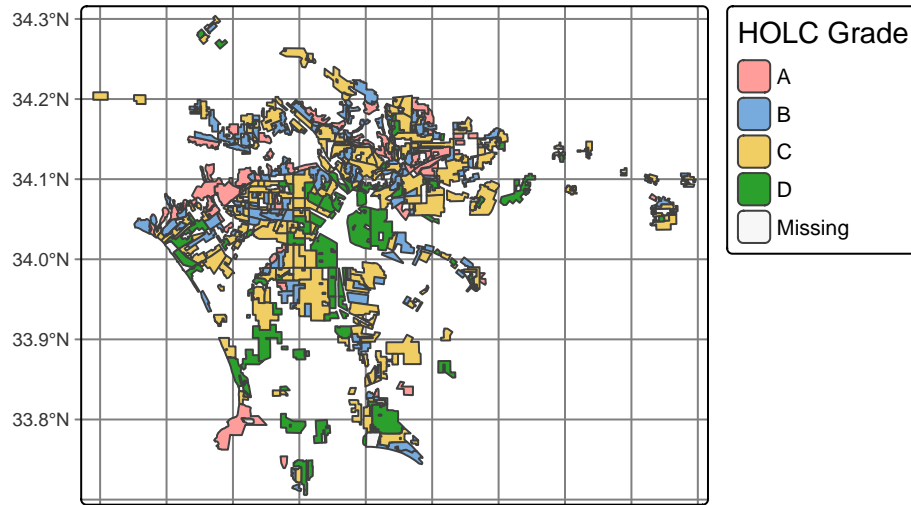 34.3°N
34.2°N
34.1°N
34.0°N
33.9°N
33.8°N
HOLC Grade
A
B
C
D
Missing